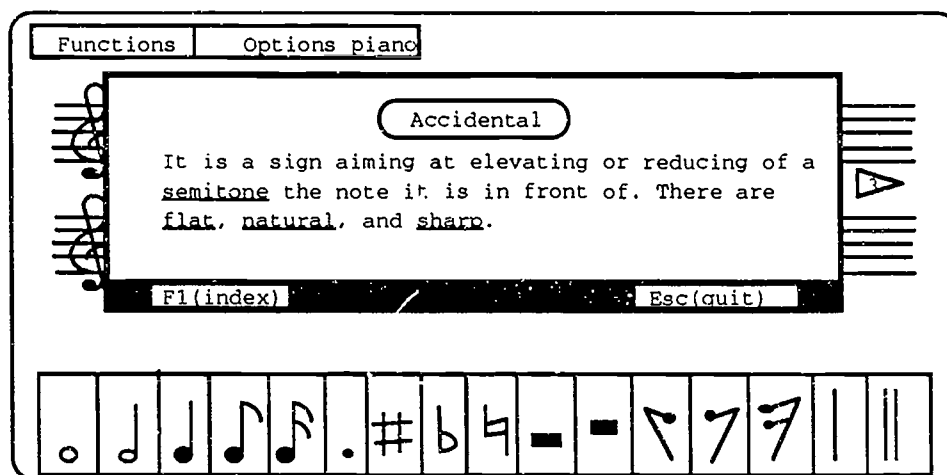 Functions Options piano
Accidental
It is a sign aiming at elevating or reducing of a
semitone the note it is in front of. There are
flat, natural, and sharp.
3
F1(index) Esc(quit)